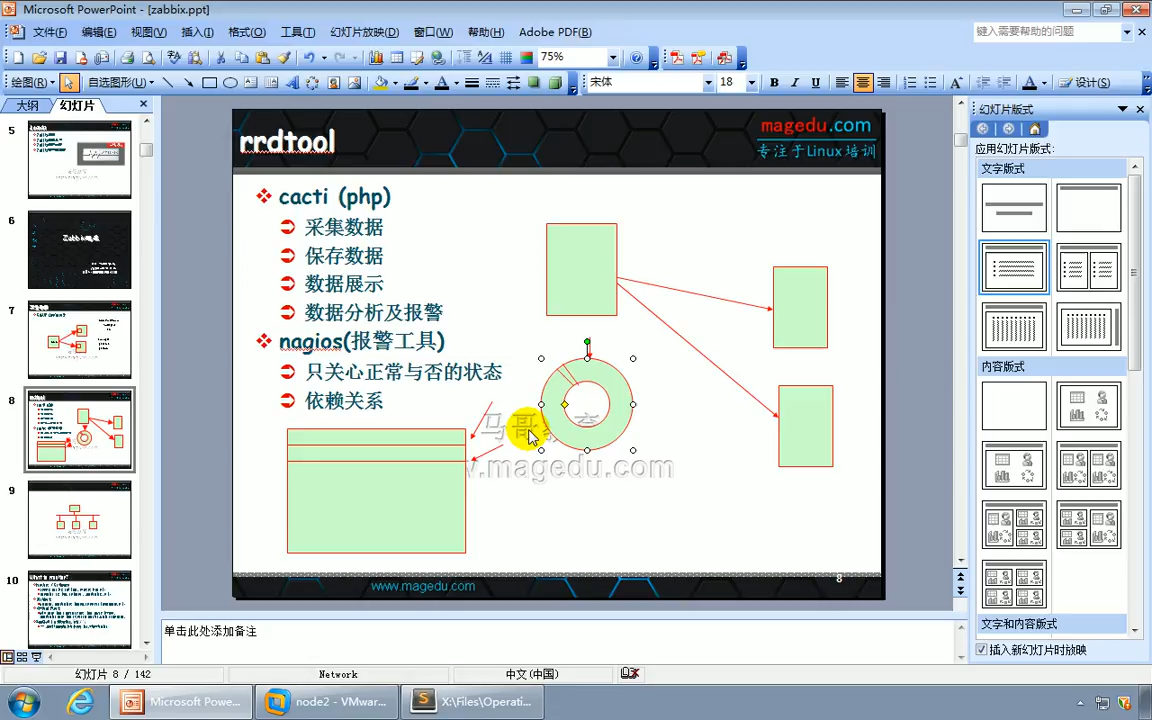 Microsoft PowerPoint - [zabbix.ppt]
文件(F) 编辑(E) 视图(V) 插入(I) 格式(O) 工具(T) 幻灯片放映(D) 窗口(W) 帮助(H) Adobe PDF(B)
键入需要帮助的问题
75%
绘图(R) 自选图形(U) 宋体 18 B I U 设计(S)
大纲 幻灯片
幻灯片版式
应用幻灯片版式:
文字版式
内容版式
文字和内容版式
插入新幻灯片时放映
5
6
7
8
9
10
rrdtool
magedu.com
专注于Linux培训
cacti (php)
采集数据
保存数据
数据展示
数据分析及报警
nagios(报警工具)
只关心正常与否的状态
依赖关系
马哥教育
www.magedu.com
www.magedu.com
8
单击此处添加备注
幻灯片 8 / 142
Network
中文(中国)
Microsoft Powe...
node2 - VMwar...
X:\Files\Operati...